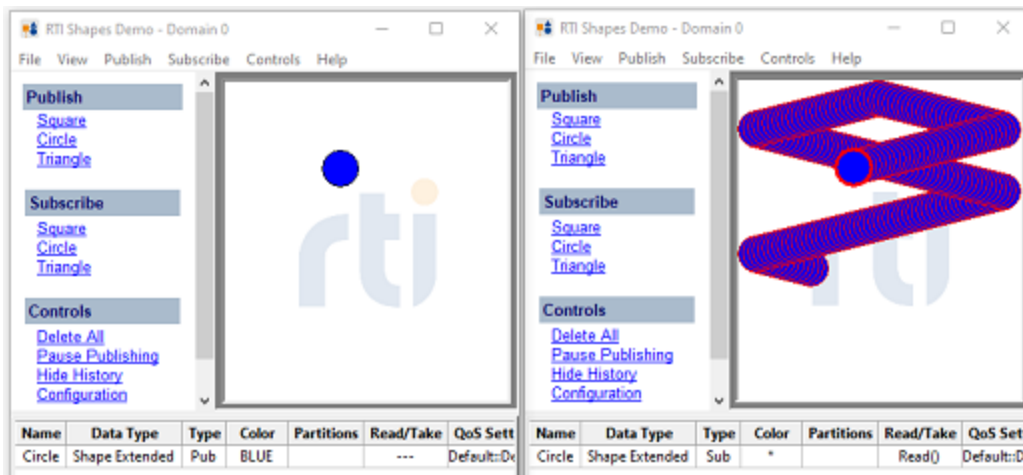 RTI Shapes Demo - Domain 0
File View Publish Subscribe Controls Help
Publish
Square
Circle
Triangle
Subscribe
Square
Circle
Triangle
Controls
Delete All
Pause Publishing
Hide History
Configuration
rti
Name Data Type Type Color Partitions Read/Take QoS Sett
Circle Shape Extended Pub BLUE --- Default::De
RTI Shapes Demo - Domain 0
File View Publish Subscribe Controls Help
Publish
Square
Circle
Triangle
Subscribe
Square
Circle
Triangle
Controls
Delete All
Pause Publishing
Hide History
Configuration
rti
Name Data Type Type Color Partitions Read/Take QoS Set
Circle Shape Extended Sub * Read() Default::D